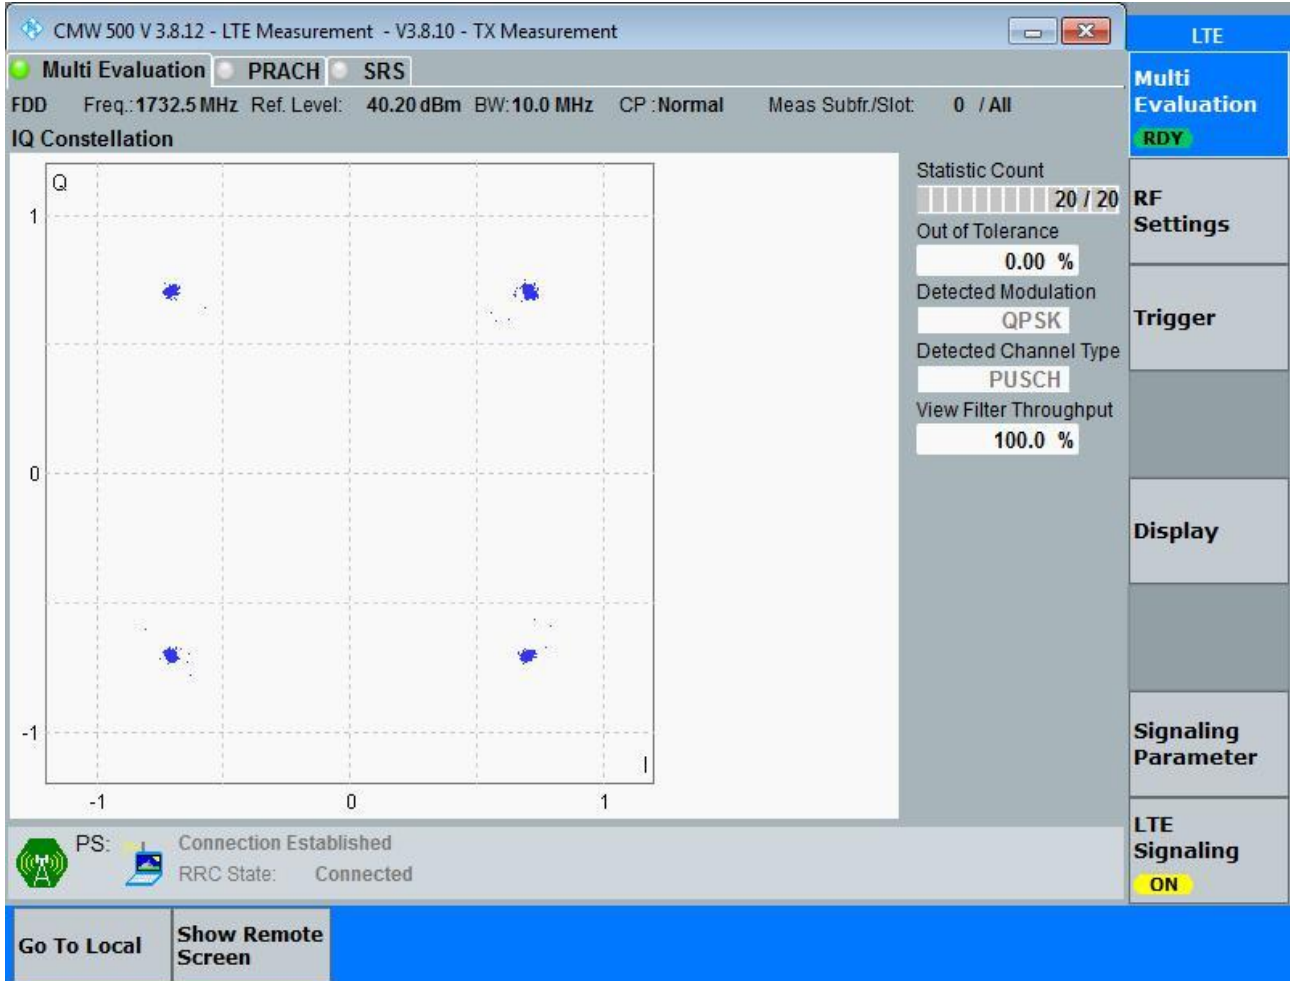 CMW 500 V 3.8.12 - LTE Measurement - V3.8.10 - TX Measurement
LTE
Multi Evaluation PRACH SRS
FDD Freq.:1732.5 MHz Ref. Level: 40.20 dBm BW:10.0 MHz CP :Normal Meas Subfr./Slot: 0 / All
IQ Constellation
Q
1
0
-1
I
-1 0 1
Statistic Count
20 / 20
Out of Tolerance
0.00 %
Detected Modulation
QPSK
Detected Channel Type
PUSCH
View Filter Throughput
100.0 %
Multi
Evaluation
RDY
RF
Settings
Trigger
Display
Signaling
Parameter
LTE
Signaling
ON
PS: Connection Established
RRC State: Connected
Go To Local
Show Remote
Screen